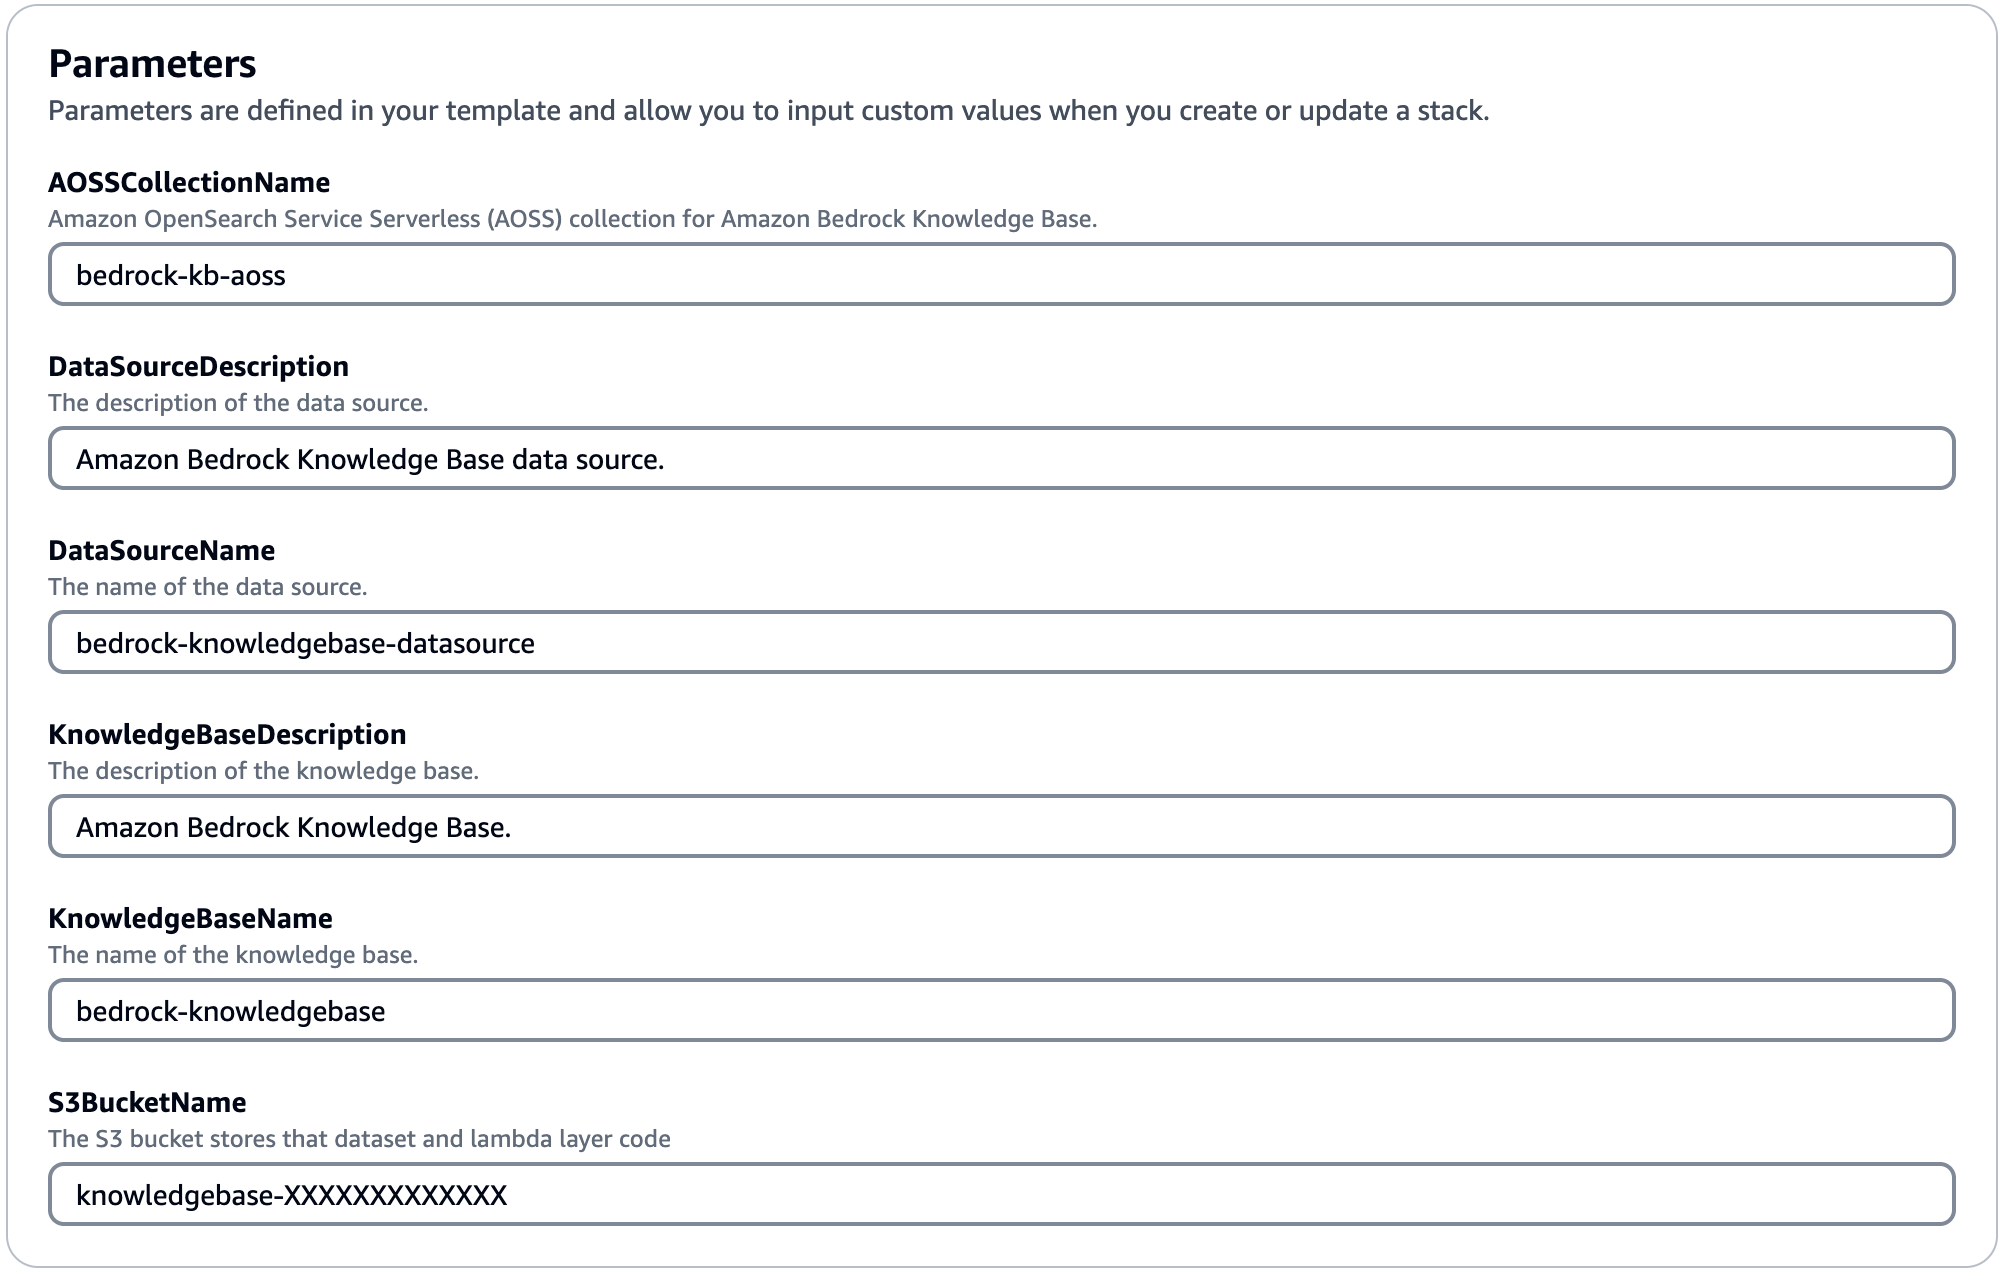 Parameters
Parameters are defined in your template and allow you to input custom values when you create or update a stack.
AOSSCollectionName
Amazon OpenSearch Service Serverless (AOSS) collection for Amazon Bedrock Knowledge Base.
bedrock-kb-aoss
DataSourceDescription
The description of the data source.
Amazon Bedrock Knowledge Base data source.
DataSourceName
The name of the data source.
bedrock-knowledgebase-datasource
KnowledgeBaseDescription
The description of the knowledge base.
Amazon Bedrock Knowledge Base.
KnowledgeBaseName
The name of the knowledge base.
bedrock-knowledgebase
S3BucketName
The S3 bucket stores that dataset and lambda layer code
knowledgebase-XXXXXXXXXXXXX